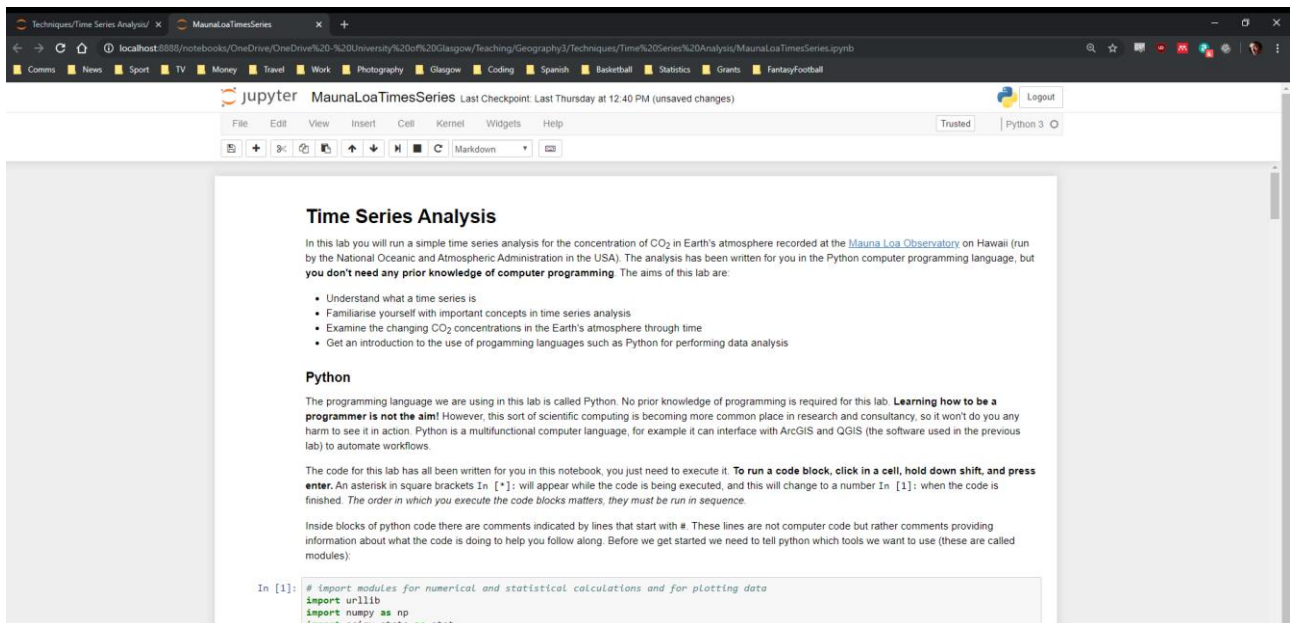 Techniques/Time Series Analysis/ MaunaLoaTimesSeries
localhost:8888/notebooks/OneDrive/OneDrive%20-%20University%20of%20Glasgow/Teaching/Geography3/Techniques/Time%20Series%20Analysis/MaunaLoaTimesSeries.ipynb
Comms News Sport TV Money Travel Work Photography Glasgow Coding Spanish Basketball Statistics Grants FantasyFootball
jupyter MaunaLoaTimesSeries Last Checkpoint: Last Thursday at 12:40 PM (unsaved changes) Logout
File Edit View Insert Cell Kernel Widgets Help Trusted Python 3
Markdown
Time Series Analysis
In this lab you will run a simple time series analysis for the concentration of CO2 in Earth's atmosphere recorded at the Mauna Loa Observatory on Hawaii (run
by the National Oceanic and Atmospheric Administration in the USA). The analysis has been written for you in the Python computer programming language, but
you don't need any prior knowledge of computer programming. The aims of this lab are:
• Understand what a time series is
• Familiarise yourself with important concepts in time series analysis
• Examine the changing CO2 concentrations in the Earth's atmosphere through time
• Get an introduction to the use of progamming languages such as Python for performing data analysis
Python
The programming language we are using in this lab is called Python. No prior knowledge of programming is required for this lab. Learning how to be a
programmer is not the aim! However, this sort of scientific computing is becoming more common place in research and consultancy, so it won't do you any
harm to see it in action. Python is a multifunctional computer language, for example it can interface with ArcGIS and QGIS (the software used in the previous
lab) to automate workflows.
The code for this lab has all been written for you in this notebook, you just need to execute it. To run a code block, click in a cell, hold down shift, and press
enter. An asterisk in square brackets In [*]: will appear while the code is being executed, and this will change to a number In [1]: when the code is
finished. The order in which you execute the code blocks matters, they must be run in sequence.
Inside blocks of python code there are comments indicated by lines that start with #. These lines are not computer code but rather comments providing
information about what the code is doing to help you follow along. Before we get started we need to tell python which tools we want to use (these are called
modules):
In [1]: # import modules for numerical and statistical calculations and for plotting data
import urllib
import numpy as np